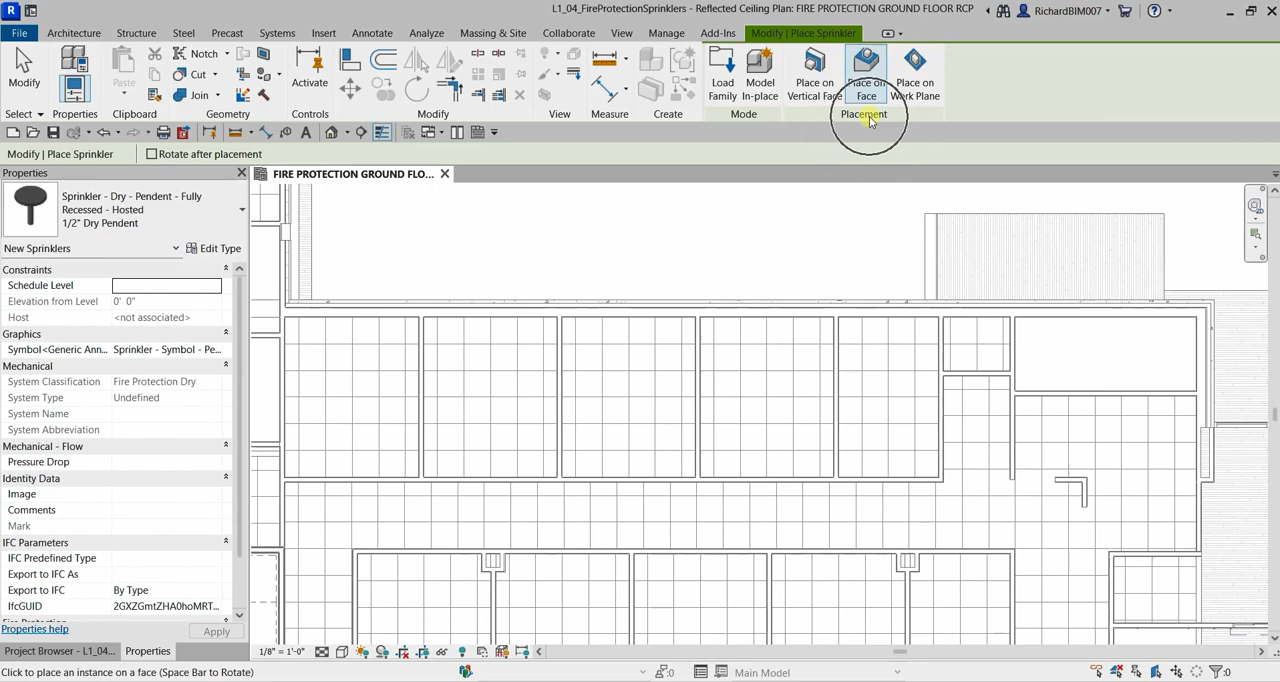 R L1_04_FireProtectionSprinklers - Reflected Ceiling Plan: FIRE PROTECTION GROUND FLOOR RCP RichardBIM007
File Architecture Structure Steel Precast Systems Insert Annotate Analyze Massing & Site Collaborate View Manage Add-Ins Modify | Place Sprinkler
Modify Paste Notch Cut Join Activate Load Family Model In-place Place on Vertical Face Place on Face Place on Work Plane
Select Properties Clipboard Geometry Controls Modify View Measure Create Mode Placement
Modify | Place Sprinkler Rotate after placement
Properties FIRE PROTECTION GROUND FLO...
Sprinkler - Dry - Pendent - Fully
Recessed - Hosted
1/2" Dry Pendent
New Sprinklers Edit Type
Constraints
Schedule Level
Elevation from Level 0' 0"
Host <not associated>
Graphics
Symbol<Generic Ann... Sprinkler - Symbol - Pe...
Mechanical
System Classification Fire Protection Dry
System Type Undefined
System Name
System Abbreviation
Mechanical - Flow
Pressure Drop
Identity Data
Image
Comments
Mark
IFC Parameters
IFC Predefined Type
Export to IFC As
Export to IFC By Type
IfcGUID 2GXZGmtZHA0hoMRT...
Properties help Apply
Project Browser - L1_04... Properties 1/8" = 1'-0"
Click to place an instance on a face (Space Bar to Rotate) :0 Main Model :0